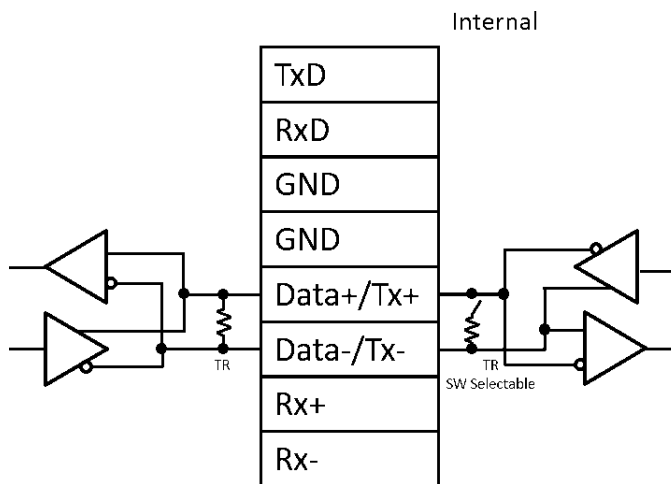 Internal
TxD
RxD
GND
GND
Data+/Tx+
Data-/Tx-
TR
TR
SW Selectable
Rx+
Rx-